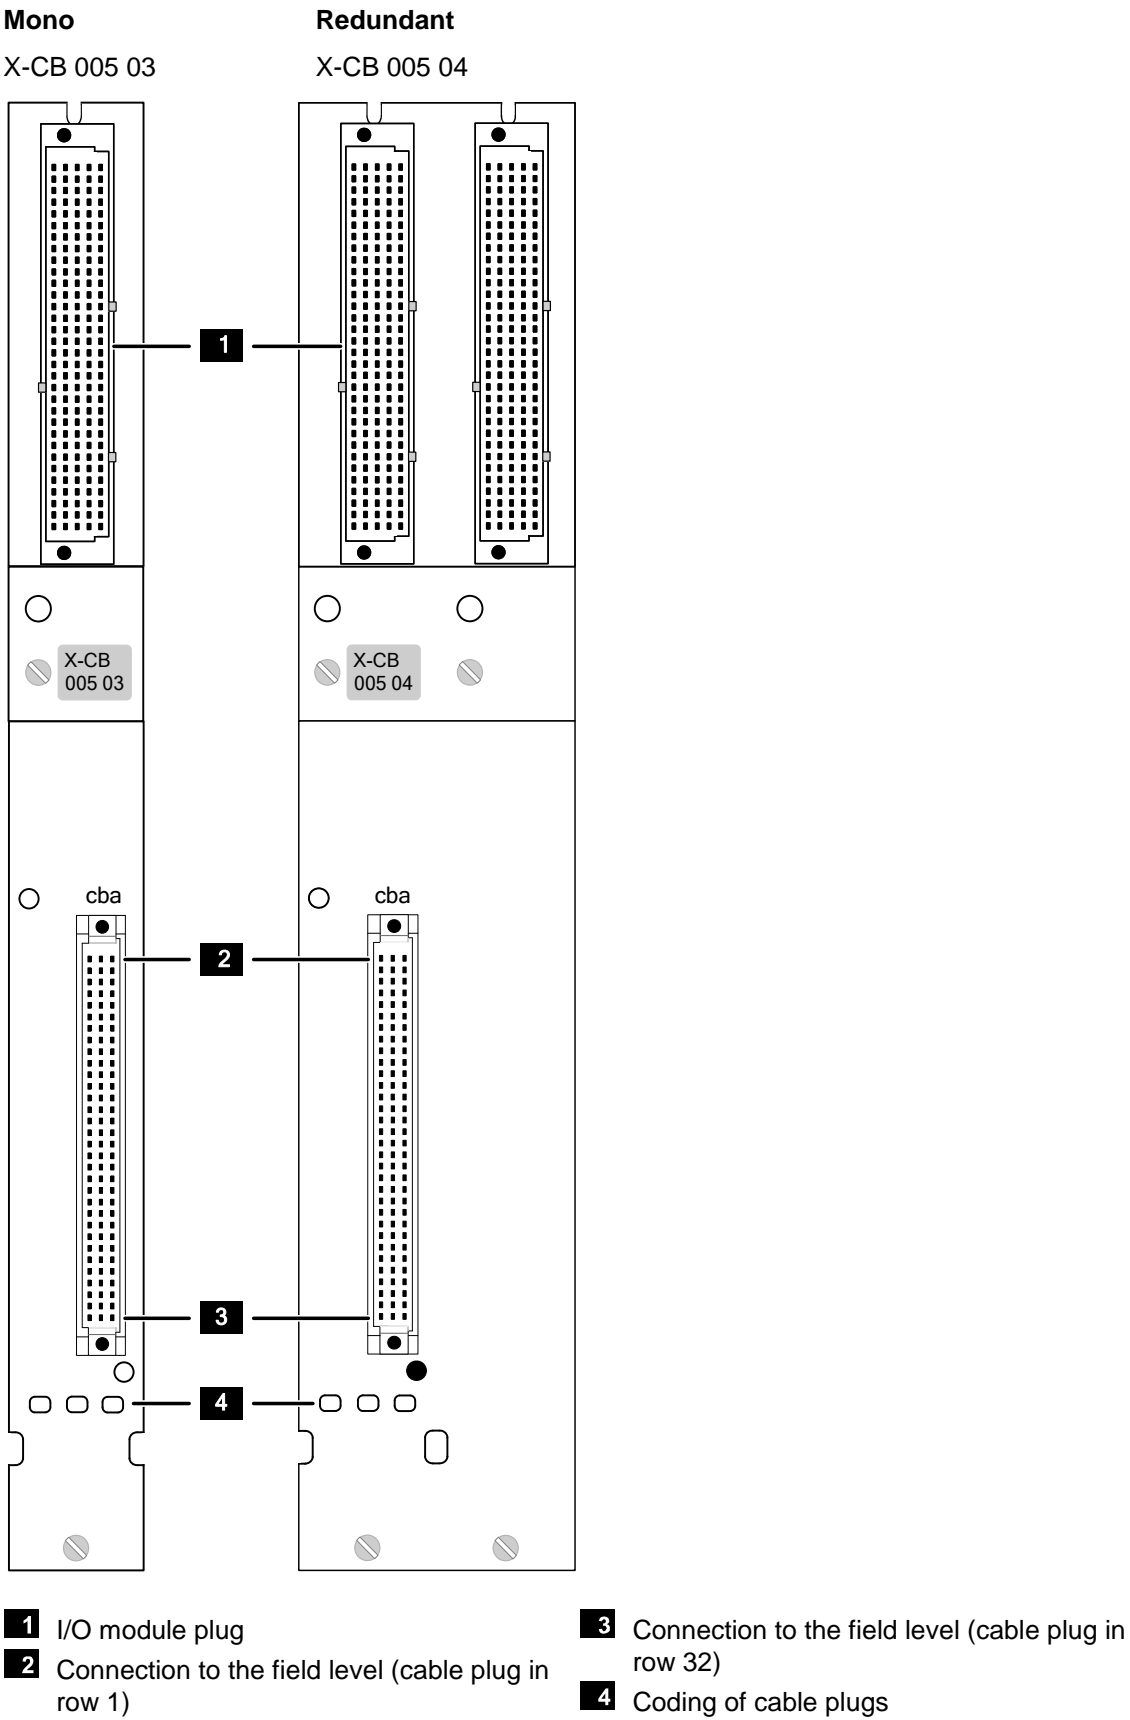 Mono
Redundant
X-CB 005 03
X-CB 005 04
1
X-CB
005 03
X-CB
005 04
cba
cba
2
3
4
1 I/O module plug
2 Connection to the field level (cable plug in
row 1)
3 Connection to the field level (cable plug in
row 32)
4 Coding of cable plugs